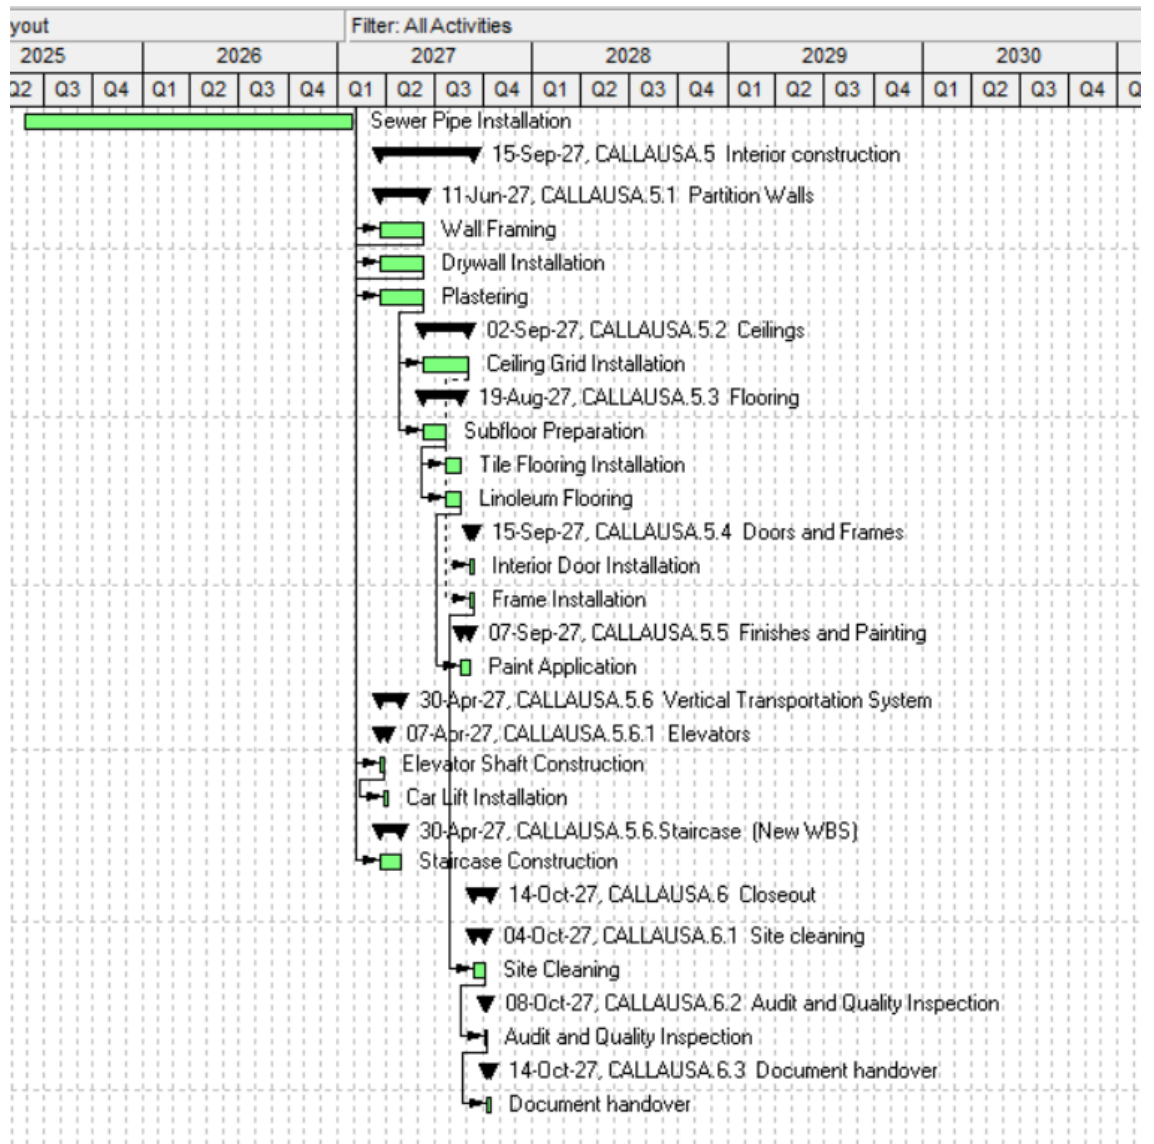 yout Filter: All Activities
2025 2026 2027 2028 2029 2030
Q2 Q3 Q4 Q1 Q2 Q3 Q4 Q1 Q2 Q3 Q4 Q1 Q2 Q3 Q4 Q1 Q2 Q3 Q4 Q1 Q2 Q3 Q4 Q
Sewer Pipe Installation
15-Sep-27, CALLAUSA.5 Interior construction
11-Jun-27, CALLAUSA.5.1 Partition Walls
Wall Framing
Drywall Installation
Plastering
02-Sep-27, CALLAUSA.5.2 Ceilings
Ceiling Grid Installation
19-Aug-27, CALLAUSA.5.3 Flooring
Subfloor Preparation
Tile Flooring Installation
Linoleum Flooring
15-Sep-27, CALLAUSA.5.4 Doors and Frames
Interior Door Installation
Frame Installation
07-Sep-27, CALLAUSA.5.5 Finishes and Painting
Paint Application
30-Apr-27, CALLAUSA.5.6 Vertical Transportation System
07-Apr-27, CALLAUSA.5.6.1 Elevators
Elevator Shaft Construction
Car Lift Installation
30-Apr-27, CALLAUSA.5.6.Staircase (New WBS)
Staircase Construction
14-Oct-27, CALLAUSA.6 Closeout
04-Oct-27, CALLAUSA.6.1 Site cleaning
Site Cleaning
08-Oct-27, CALLAUSA.6.2 Audit and Quality Inspection
Audit and Quality Inspection
14-Oct-27, CALLAUSA.6.3 Document handover
Document handover